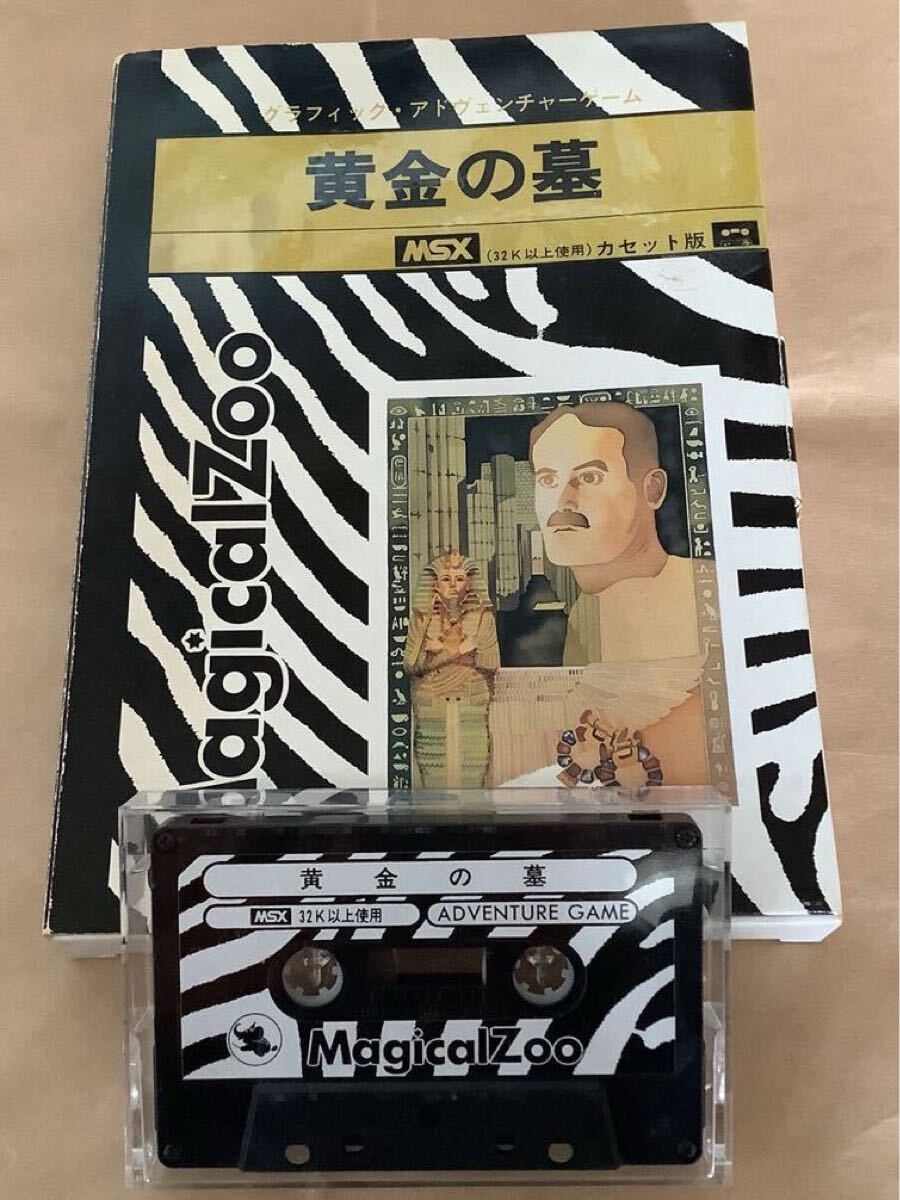 グラフィック・アドヴェンチャーゲーム
黄金の墓
MSX (32K以上使用) カセット版
MagicalZoo
黄金の墓
MSX 32K以上使用 ADVENTURE GAME
MagicalZoo